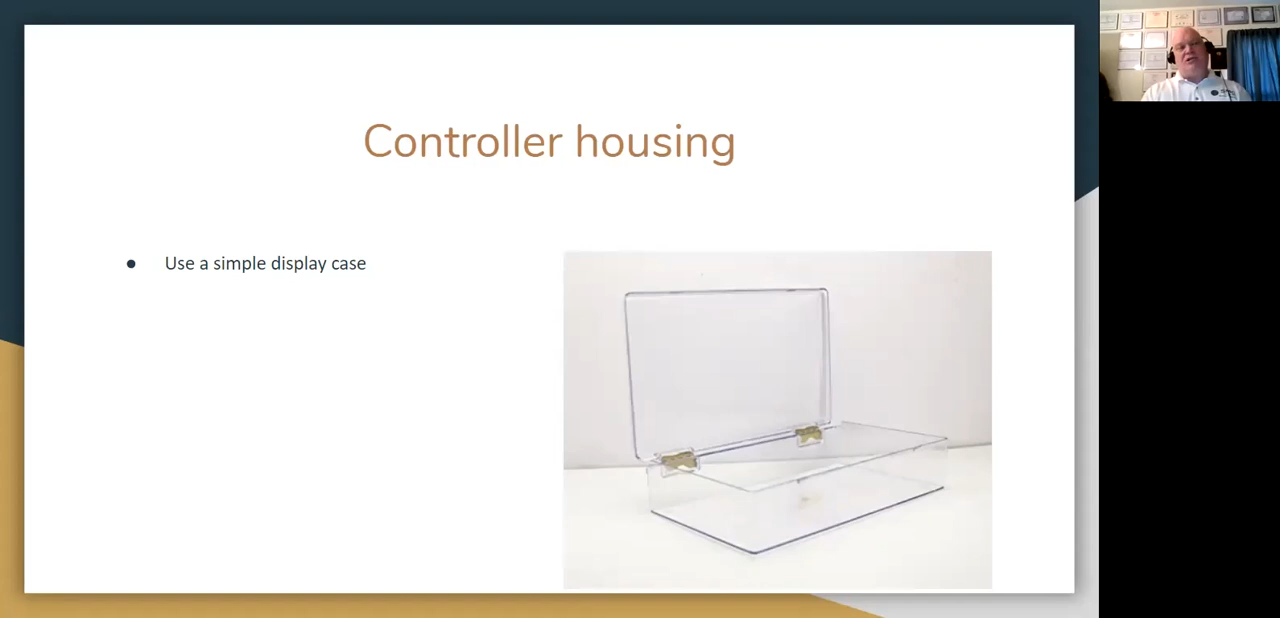 Controller housing
● Use a simple display case